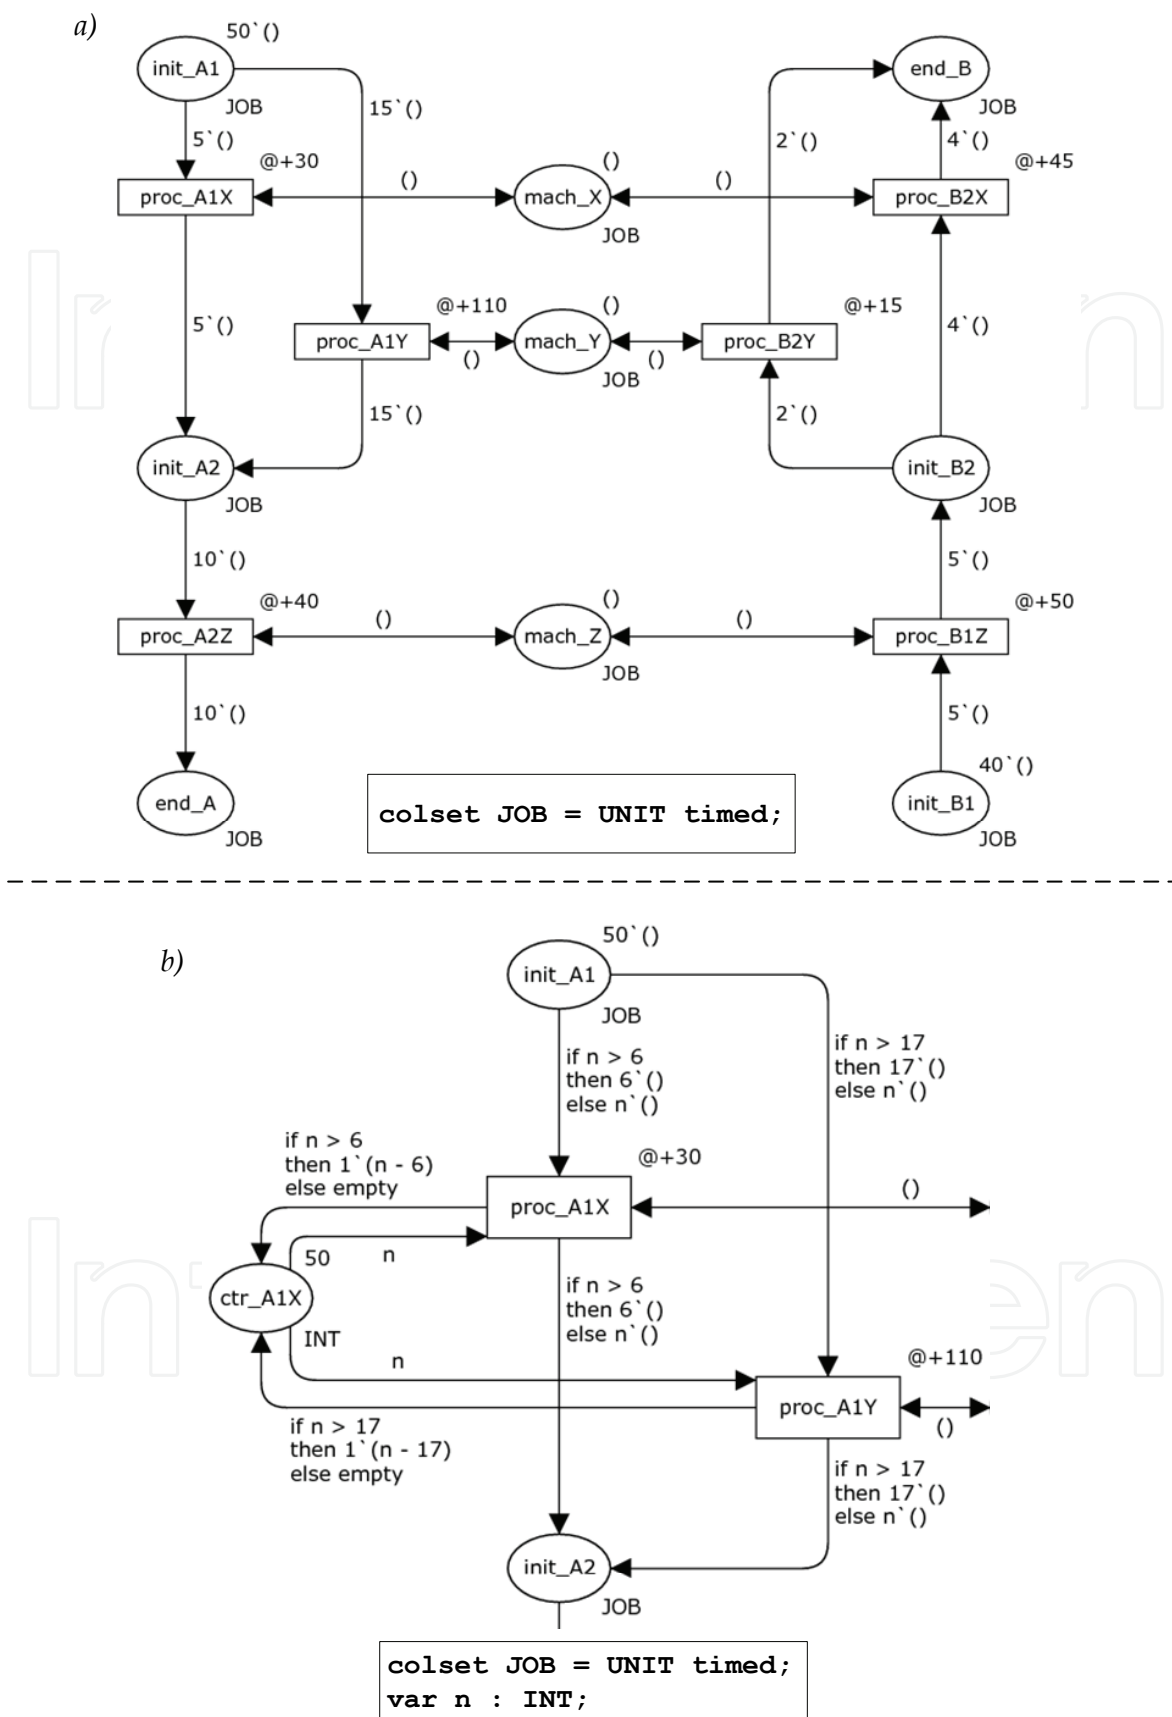 a)
50`()
init_A1
JOB
end_B
JOB
15`()
2`()
5`()
4`()
@+30
()
@+45
proc_A1X
()
mach_X
()
proc_B2X
JOB
@+110
()
@+15
5`()
4`()
proc_A1Y
()
mach_Y
()
proc_B2Y
JOB
15`()
2`()
init_A2
JOB
init_B2
JOB
10`()
5`()
@+40
()
@+50
proc_A2Z
()
mach_Z
()
proc_B1Z
JOB
10`()
5`()
40`()
end_A
JOB
init_B1
JOB
colset JOB = UNIT timed;
b)
50`()
init_A1
JOB
if n > 17
then 17`()
else n`()
if n > 6
then 6`()
else n`()
if n > 6
then 1`(n - 6)
else empty
@+30
proc_A1X
()
50
n
ctr_A1X
INT
if n > 6
then 6`()
else n`()
n
@+110
proc_A1Y
()
if n > 17
then 1`(n - 17)
else empty
if n > 17
then 17`()
else n`()
init_A2
JOB
colset JOB = UNIT timed;
var n : INT;